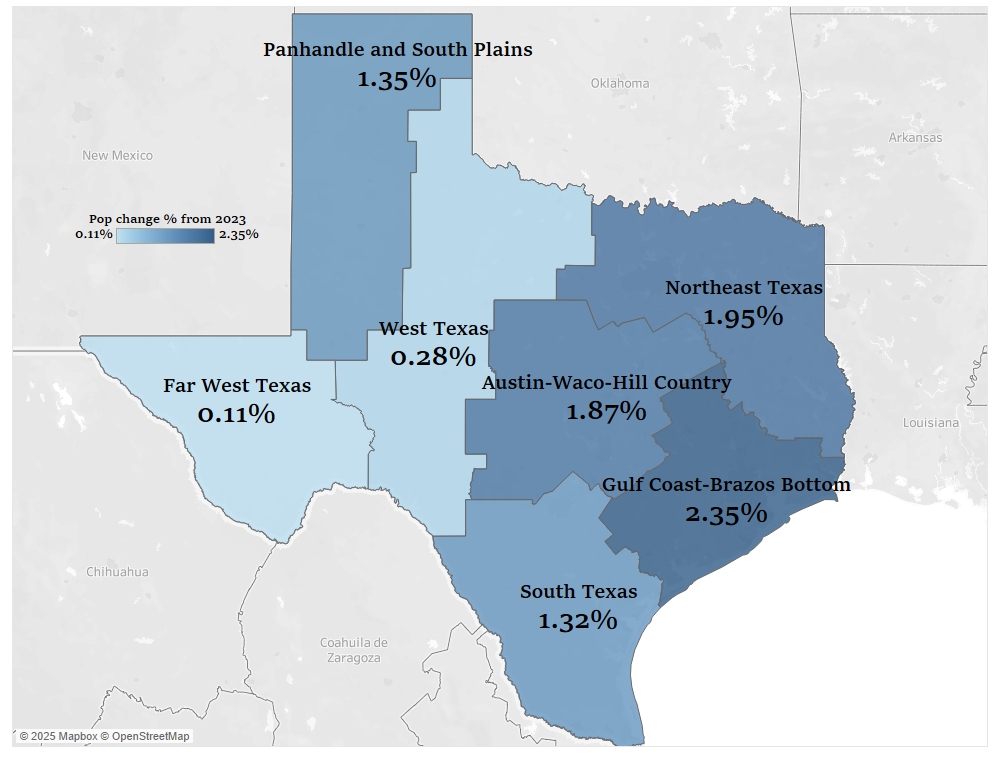 Panhandle and South Plains
1.35%
Oklahoma
Arkansas
New Mexico
Pop change % from 2023
0.11%
2.35%
Northeast Texas
1.95%
West Texas
0.28%
Far West Texas
0.11%
Austin-Waco-Hill Country
1.87%
Louisiana
Gulf Coast-Brazos Bottom
2.35%
Chihuahua
South Texas
1.32%
Coahuila de
Zaragoza
© 2025 Mapbox © OpenStreetMap